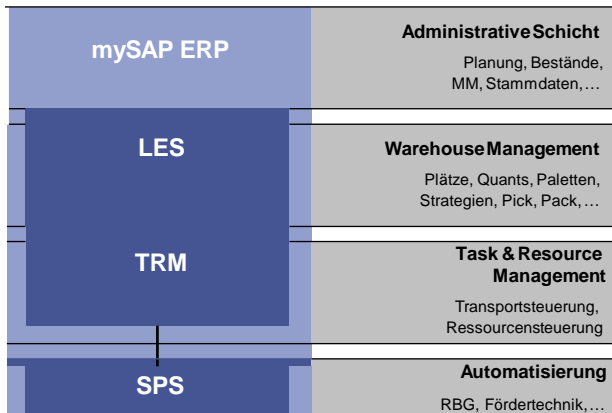 mySAP ERP
Administrative Schicht
Planung, Bestände,
MM, Stammdaten,…
LES
Warehouse Management
Plätze, Quants, Paletten,
Strategien, Pick, Pack,…
TRM
Task & Resource
Management
Transportsteuerung,
Ressourcensteuerung
SPS
Automatisierung
RBG, Fördertechnik,…